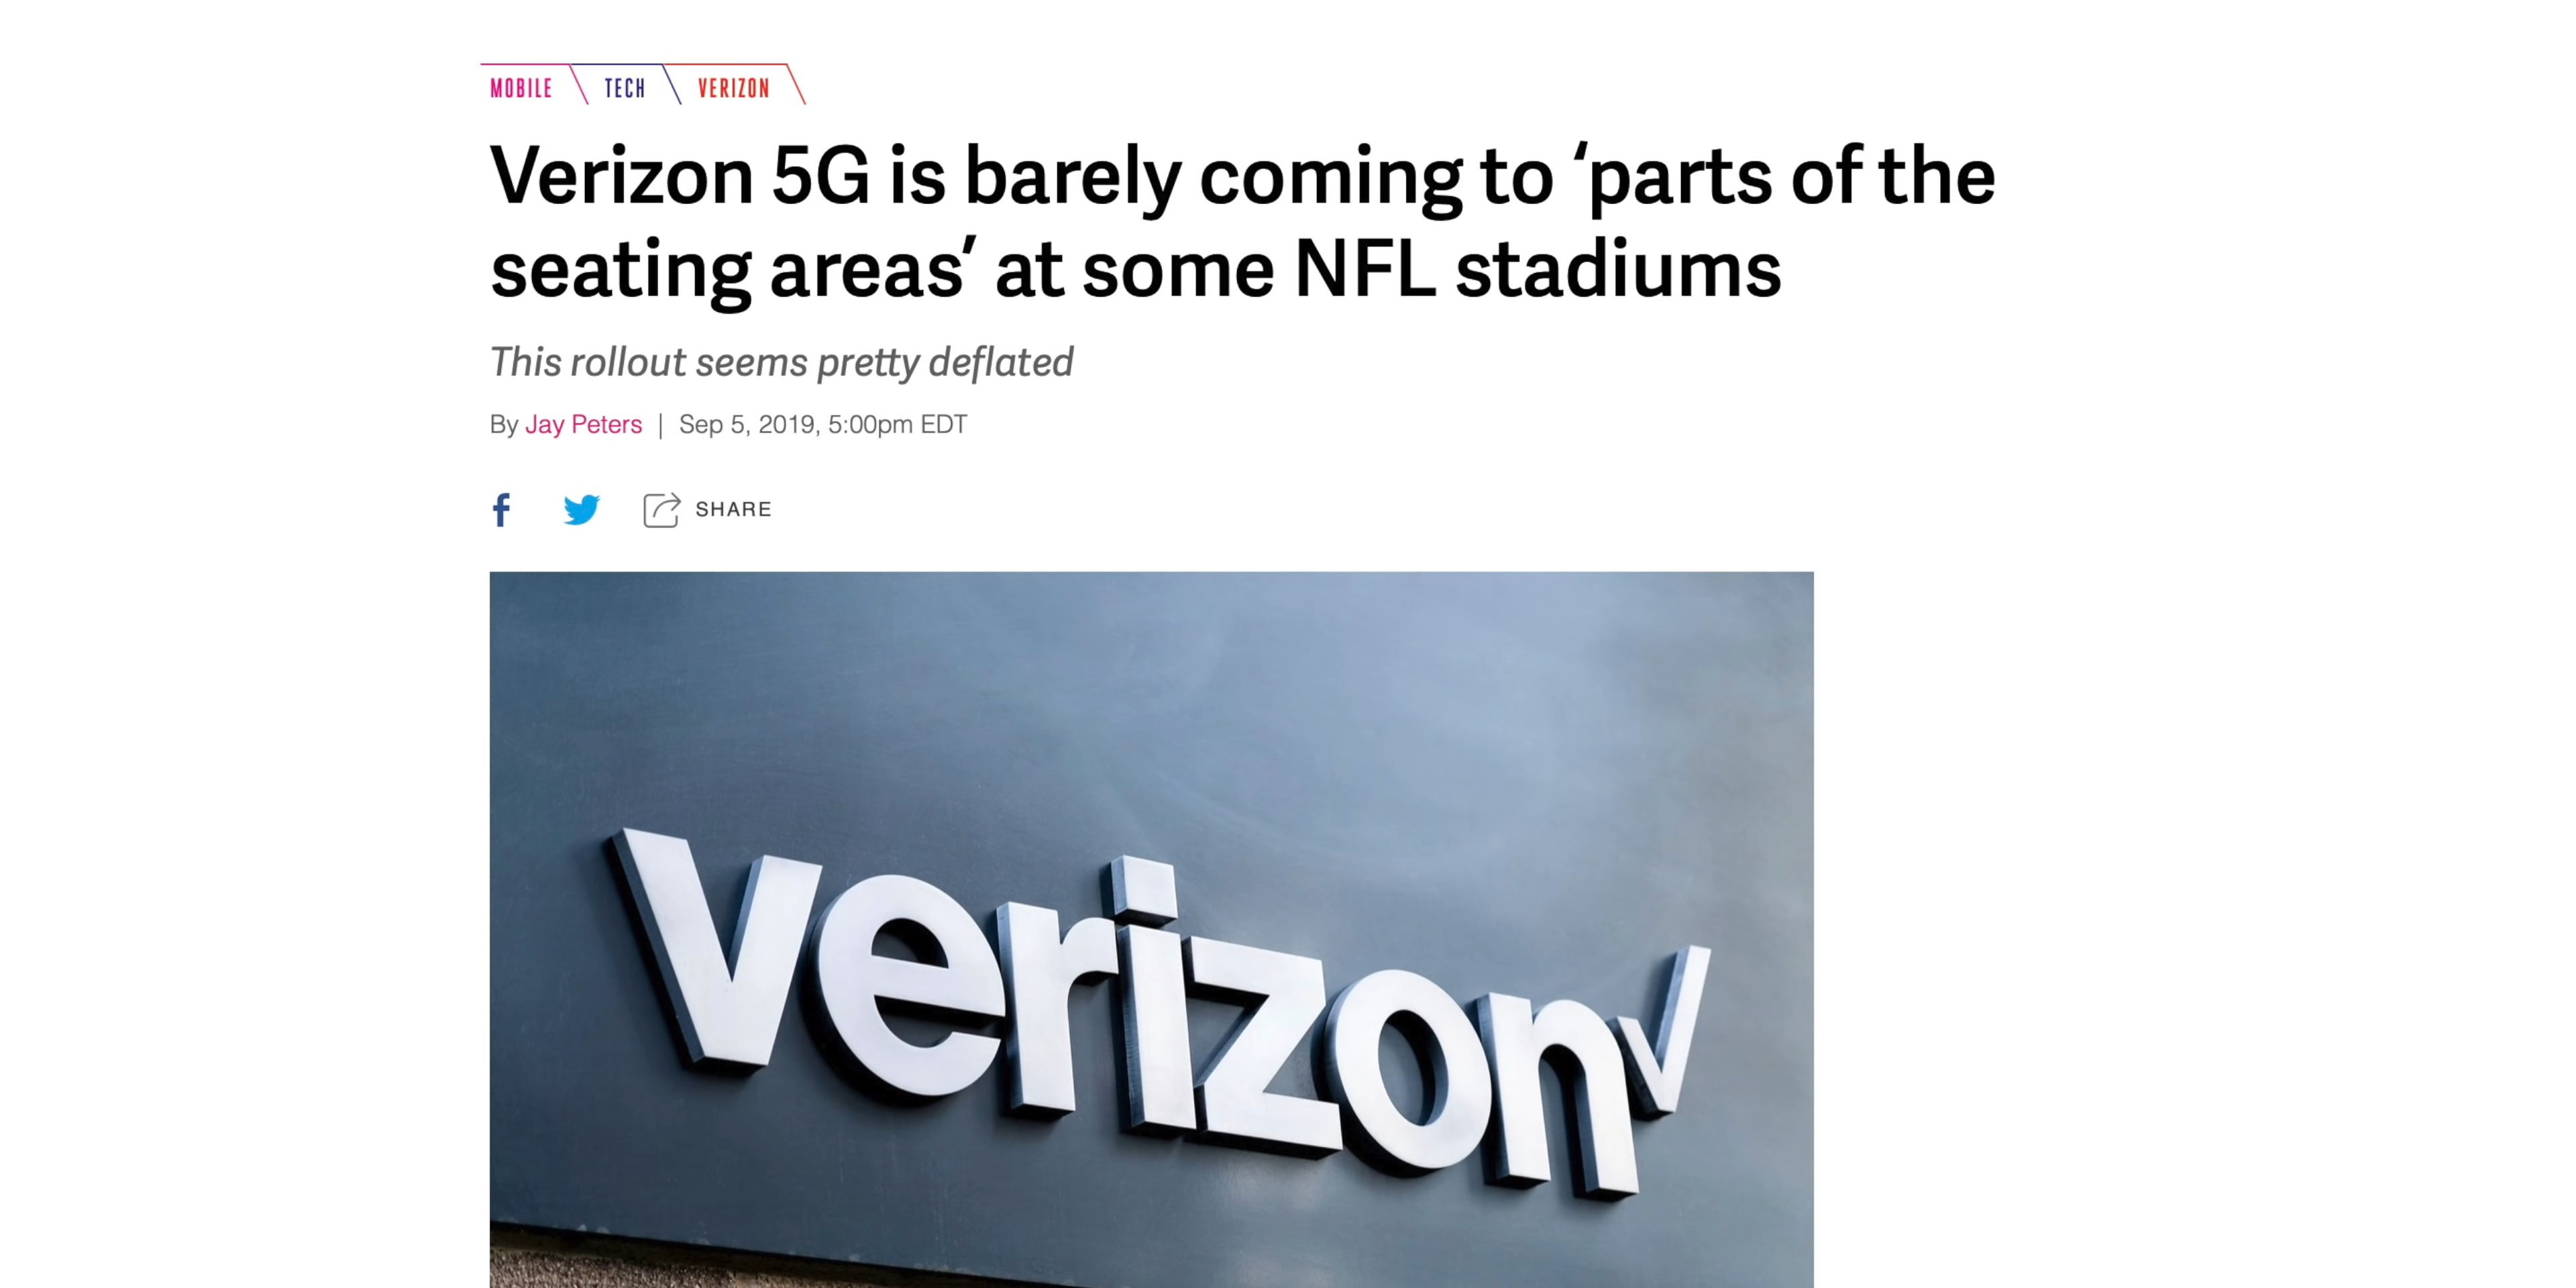 MOBILE TECH VERIZON
Verizon 5G is barely coming to ‘parts of the
seating areas’ at some NFL stadiums
This rollout seems pretty deflated
By Jay Peters | Sep 5, 2019, 5:00pm EDT
SHARE
verizon